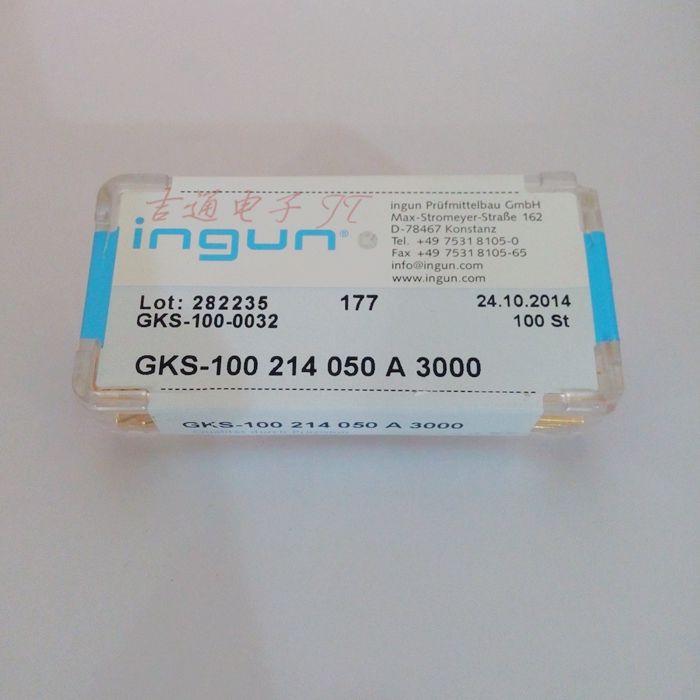 吉通电子 JT
ingun®
ingun Prüfmittelbau GmbH
Max-Stromeyer-Straße 162
D-78467 Konstanz
Tel. +49 7531 8105-0
Fax +49 7531 8105-65
info@ingun.com
www.ingun.com
Lot: 282235 177 24.10.2014
GKS-100-0032 100 St
GKS-100 214 050 A 3000
GKS-100 214 050 A 3000